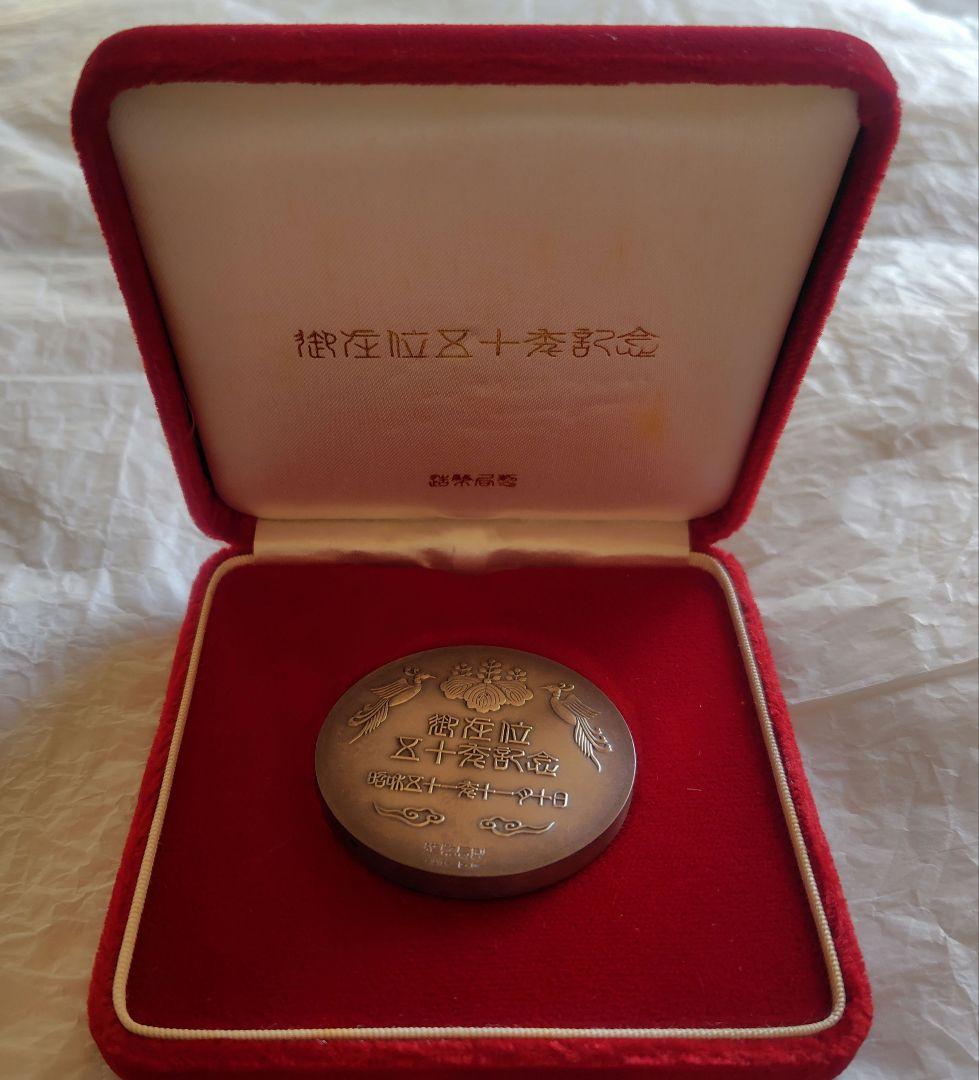 御在位五十年記念
造幣局製
御在位
五十年記念
昭和五十一年十一月十日